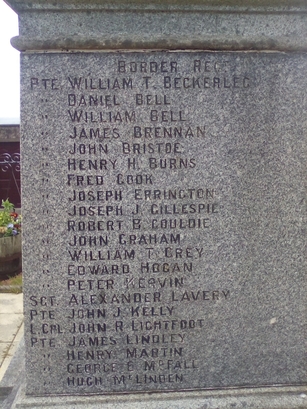 BORDER REGT
PTE WILLIAM T. BECKERLEG
" DANIEL BELL
" WILLIAM BELL
" JAMES BRENNAN
" JOHN BRISTOE
" HENRY H. BURNS
" FRED COOK
" JOSEPH ERRINGTON
" JOSEPH J. GILLESPIE
" ROBERT B. GOULDIE
" JOHN GRAHAM
" WILLIAM T. GREY
" EDWARD HOGAN
" PETER KERVIN
SGT. ALEXANDER LAVERY
PTE JOHN J. KELLY
L.CPL JOHN R. LIGHTFOOT
PTE. JAMES LINDLEY
" HENRY MARTIN
" GEORGE E. McFALL
" HUGH McLINDEN